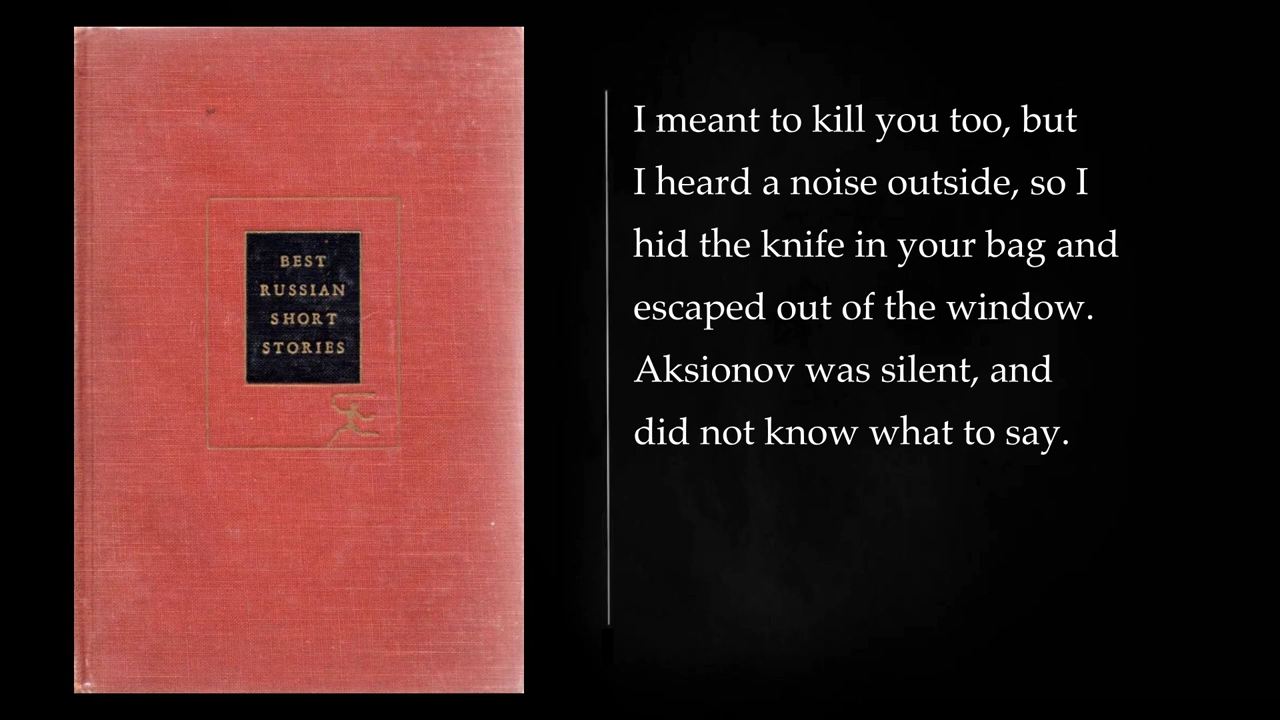 BEST
RUSSIAN
SHORT
STORIES
I meant to kill you too, but
I heard a noise outside, so I
hid the knife in your bag and
escaped out of the window.
Aksionov was silent, and
did not know what to say.